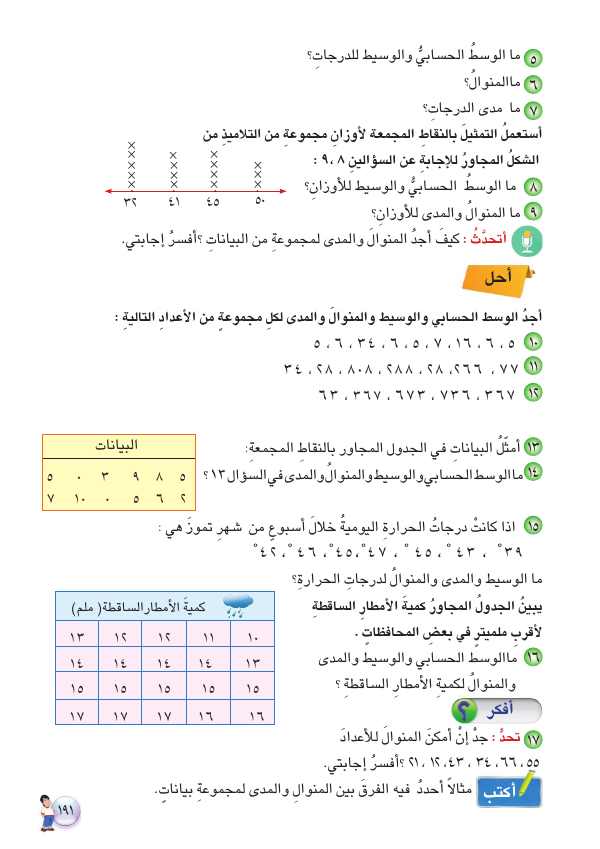 ٥ ما الوسطُ الحسابيُّ والوسيط للدرجاتِ؟
٦ ماالمنوالُ؟
٧ ما مدى الدرجاتِ؟
أستعملُ التمثيلَ بالنقاطِ المجمعة لأوزانِ مجموعةٍ من التلاميذِ من
الشكلُ المجاورُ للإجابةِ عن السؤالينِ ٨ ،٩ :
٨ ما الوسطُ الحسابيُّ والوسيط للأوزانِ؟
٩ ما المنوالُ والمدى للأوزانِ؟
٣٢ ٤١ ٤٥ ٥٠
أتحدَّثُ : كيفَ أجدُ المنوالَ والمدى لمجموعةٍ من البياناتِ ؟أفسرُ إجابتي.
أحل
أجدُ الوسط الحسابي والوسيط والمنوالَ والمدى لكلِ مجموعةٍ من الأعدادِ التاليةِ :
١٠ ٥ ، ٦ ، ١٦ ، ٧ ، ٥ ، ٦ ، ٣٤ ، ٦ ، ٥
١١ ٧٧ ، ٢٦٦ ، ٢٨ ، ٢٨٨ ، ٨٠٨ ، ٢٨ ، ٣٤
١٢ ٣٦٧ ، ٧٣٦ ، ٦٧٣ ، ٣٦٧ ، ٦٣
١٣ أمثّلُ البياناتِ في الجدول المجاور بالنقاط المجمعة:
١٤ ماالوسط الحسابي والوسيط والمنوالُ والمدى في السؤال ١٣ ؟
البيانات
٥ ٨ ٩ ٣ ٠ ٥
٢ ٦ ٥ ٠ ١٠ ٧
١٥ اذا كانتْ درجاتُ الحرارةِ اليوميةُ خلالَ أسبوعٍ من شهرِ تموزَ هي :
٣٩° ، ٤٣° ، ٤٥° ، ٤٧°،٤٥°، ٤٦°، ٤٢°
ما الوسيط والمدى والمنوالُ لدرجاتِ الحرارةِ؟
يبينُ الجدولُ المجاورُ كميةَ الأمطارِ الساقطةِ
لأقربِ ملميترٍ في بعضِ المحافظاتِ .
١٦ ماالوسط الحسابي والوسيط والمدى
والمنوالُ لكميةِ الأمطارِ الساقطةِ ؟
كميةَ الأمطار الساقطة( ملم)
١٠ ١١ ١٢ ١٢ ١٣
١٣ ١٤ ١٤ ١٤ ١٤
١٥ ١٥ ١٥ ١٥ ١٥
١٦ ١٦ ١٧ ١٧ ١٧
أفكر ؟
١٧ تحدٍّ : جدْ إنْ أمكنَ المنوالَ للأعدادَ
٥٥ ،٦٦ ، ٣٤ ، ٤٣ ،١٢ ، ٢١ ؟أفسرُ إجابتي.
أكتب مثالاً أحددُ فيه الفرقَ بين المنوالِ والمدى لمجموعةِ بياناتٍ.
١٩١